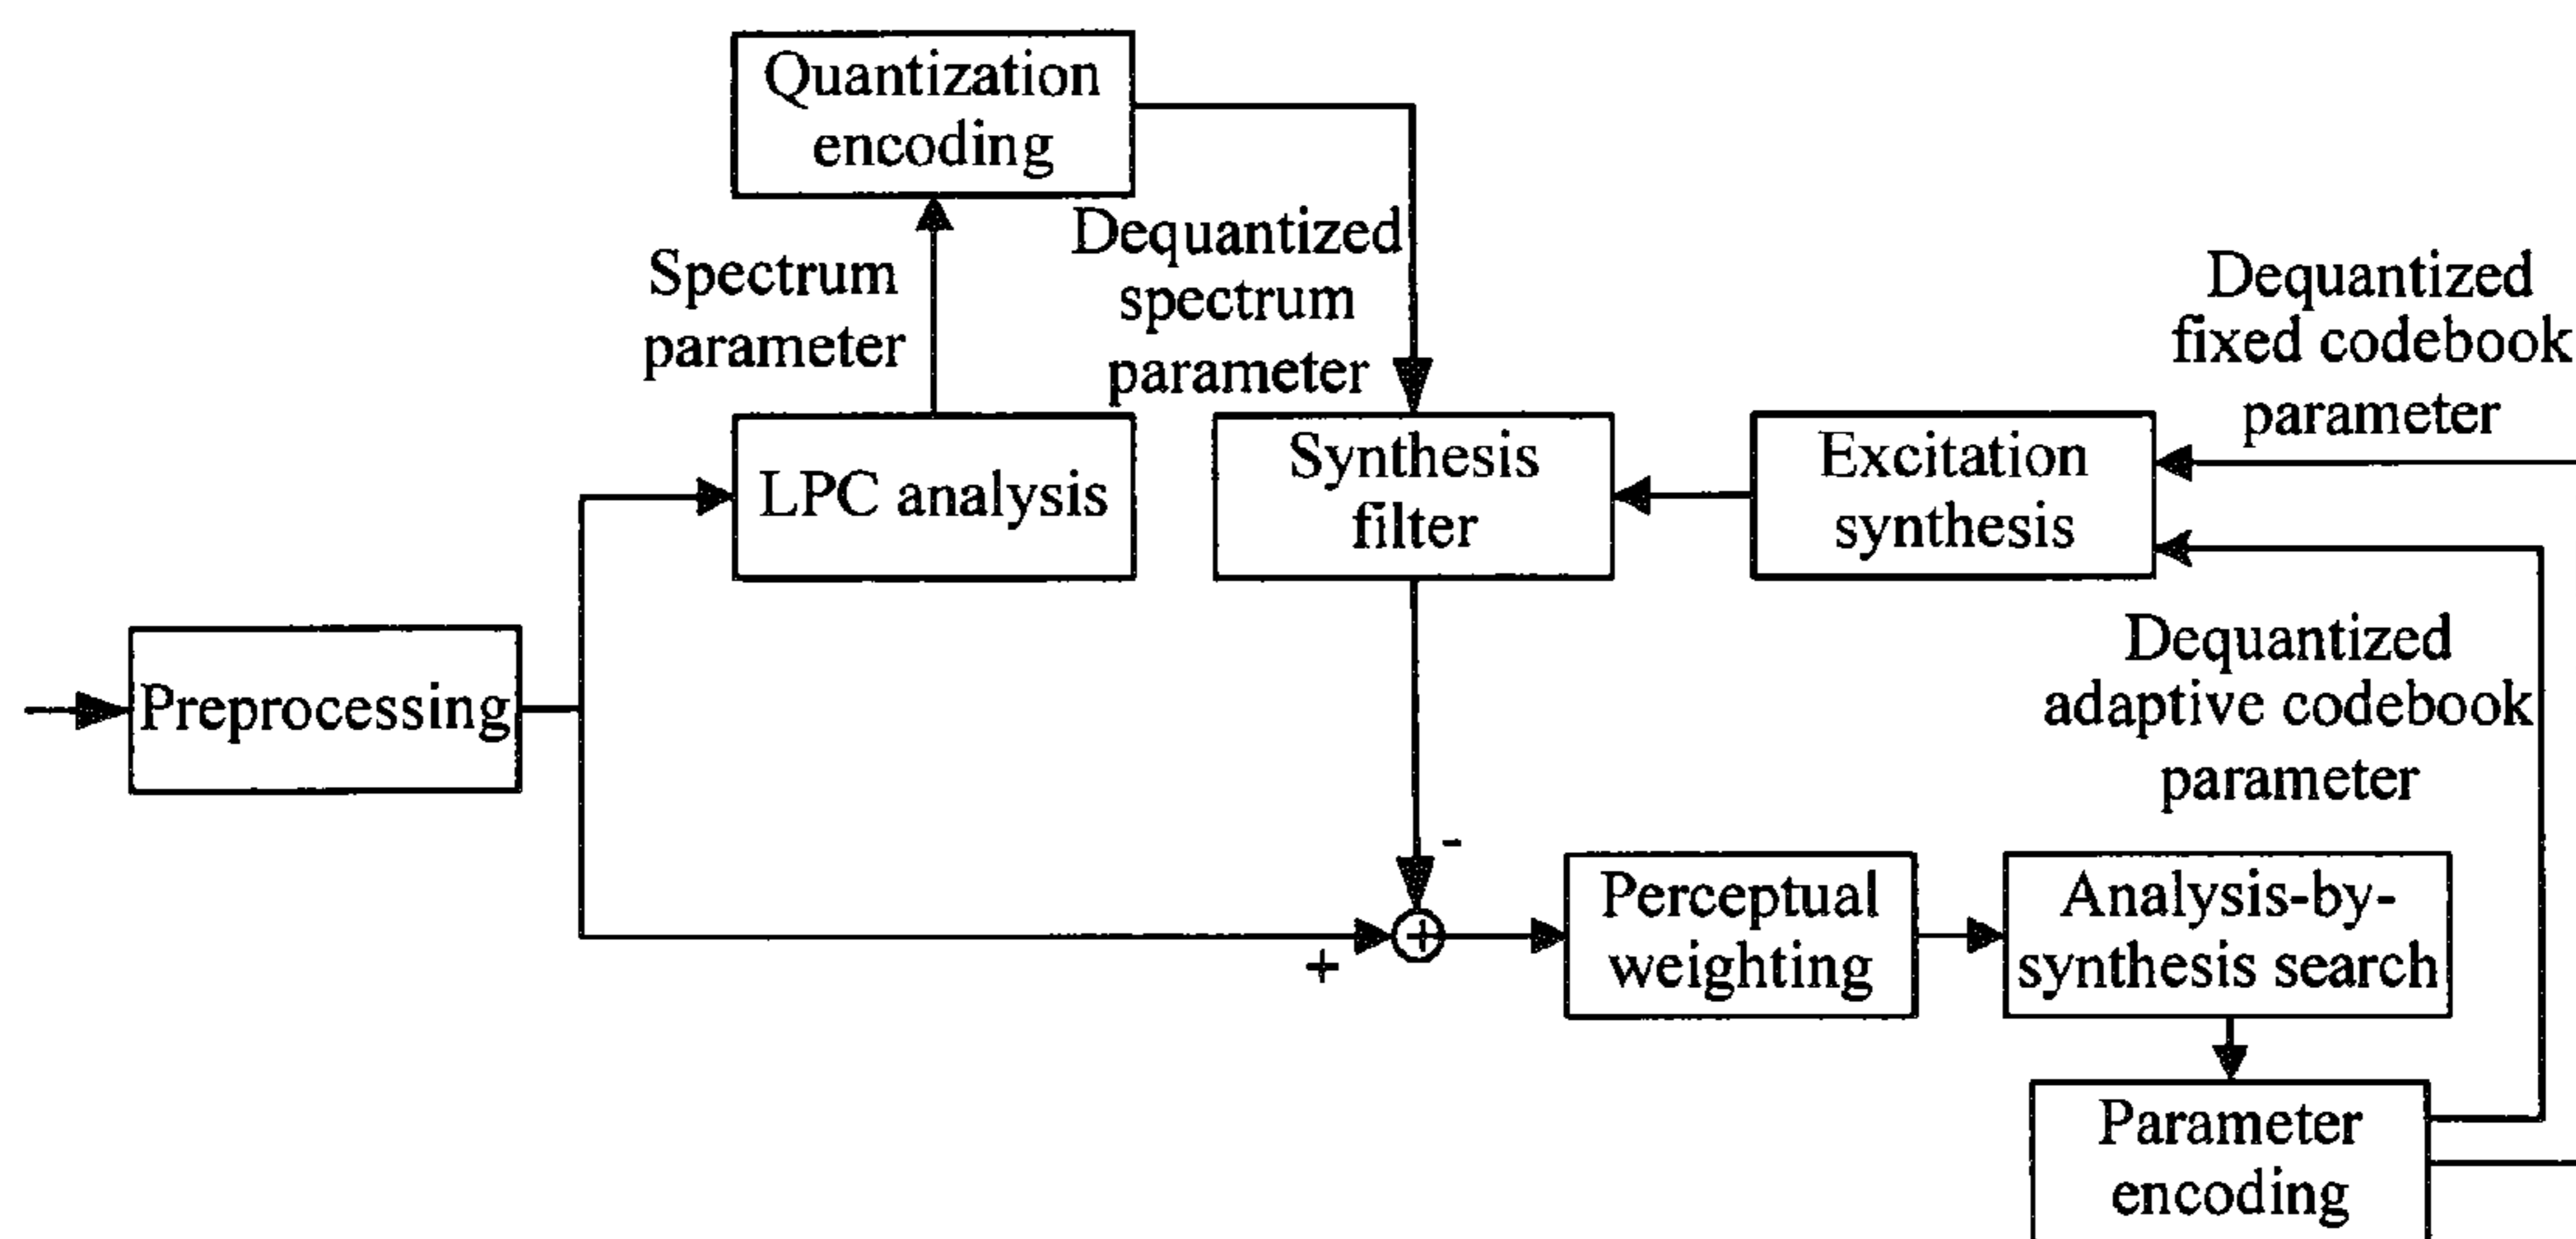 Quantization
encoding
Spectrum
parameter
Dequantized
spectrum
parameter
Dequantized
fixed codebook
parameter
LPC analysis
Synthesis
filter
Excitation
synthesis
Preprocessing
Dequantized
adaptive codebook
parameter
-
+
+
Perceptual
weighting
Analysis-by-
synthesis search
Parameter
encoding